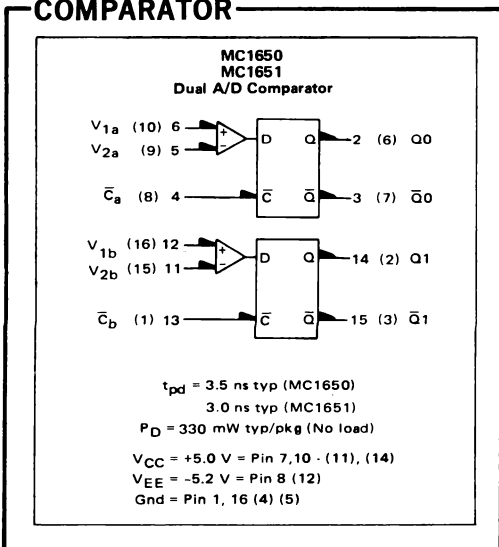 COMPARATOR
MC1650
MC1651
Dual A/D Comparator
V1a (10) 6 + D Q 2 (6) Q0
V2a (9) 5 -
C̅a (8) 4 C̅ Q̅ 3 (7) Q̅0
V1b (16) 12 + D Q 14 (2) Q1
V2b (15) 11 -
C̅b (1) 13 C̅ Q̅ 15 (3) Q̅1
tpd = 3.5 ns typ (MC1650)
3.0 ns typ (MC1651)
PD = 330 mW typ/pkg (No load)
VCC = +5.0 V = Pin 7,10 - (11), (14)
VEE = -5.2 V = Pin 8 (12)
Gnd = Pin 1, 16 (4) (5)